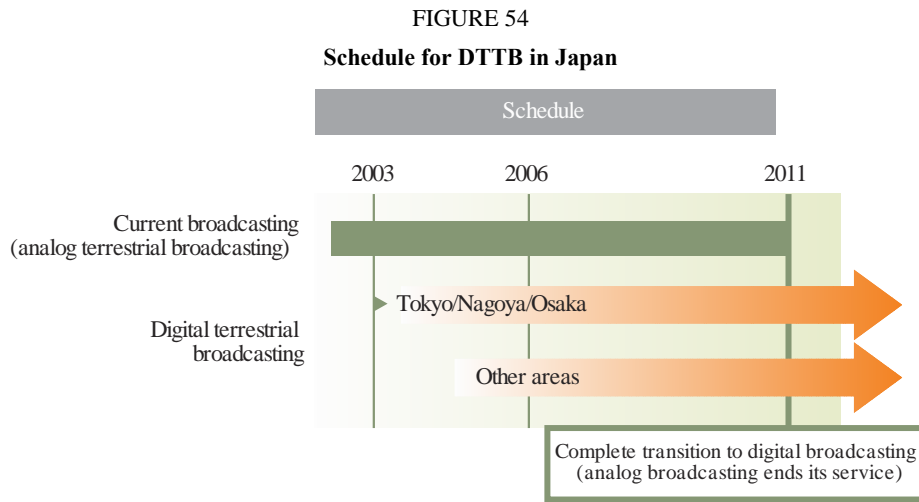 FIGURE 54
Schedule for DTTB in Japan
Schedule
2003 2006 2011
Current broadcasting
(analog terrestrial broadcasting)
Tokyo/Nagoya/Osaka
Digital terrestrial
broadcasting
Other areas
Complete transition to digital broadcasting
(analog broadcasting ends its service)